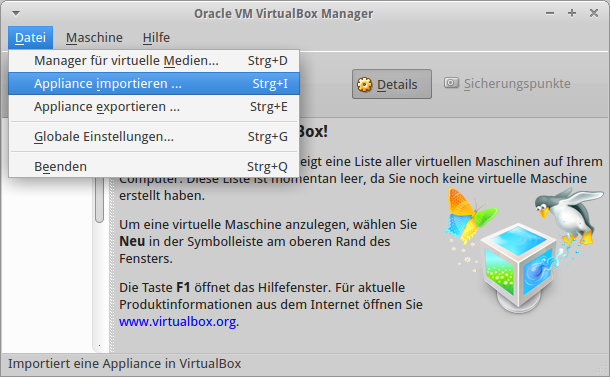 Oracle VM VirtualBox Manager
Datei Maschine Hilfe
Manager für virtuelle Medien... Strg+D
Appliance importieren ... Strg+I
Appliance exportieren ... Strg+E
Globale Einstellungen... Strg+G
Beenden Strg+Q
Details Sicherungspunkte
Box!
eigt eine Liste aller virtuellen Maschinen auf Ihrem
Computer. Diese Liste ist momentan leer, da Sie noch keine virtuelle Maschine
erstellt haben.
Um eine virtuelle Maschine anzulegen, wählen Sie
Neu in der Symbolleiste am oberen Rand des
Fensters.
Die Taste F1 öffnet das Hilfefenster. Für aktuelle
Produktinformationen aus dem Internet öffnen Sie
www.virtualbox.org.
Importiert eine Appliance in VirtualBox